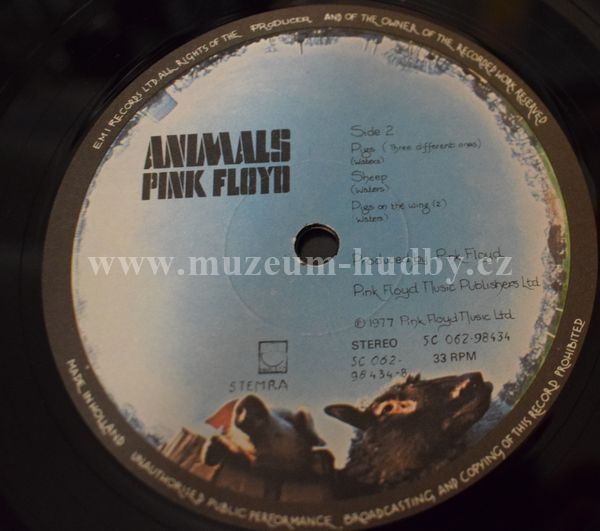 EMI RECORDS LTD ALL RIGHTS OF THE PRODUCER AND OF THE OWNER OF THE RECORDED WORK RESERVED
ANIMALS
PINK FLOYD
Side 2
Pigs (Three different ones)
(Waters)
Sheep
(Waters)
Pigs on the wing (2)
Waters)
www.muzeum-hudby.cz
Produced by Pink Floyd
Pink Floyd Music Publishers Ltd.
© 1977 Pink Floyd Music Ltd.
STEREO 5C 062-98434
5C 062-
98434-B
33 RPM
STEMRA
MADE IN HOLLAND UNAUTHORISED PUBLIC PERFORMANCE, BROADCASTING AND COPYING OF THIS RECORD PROHIBITED